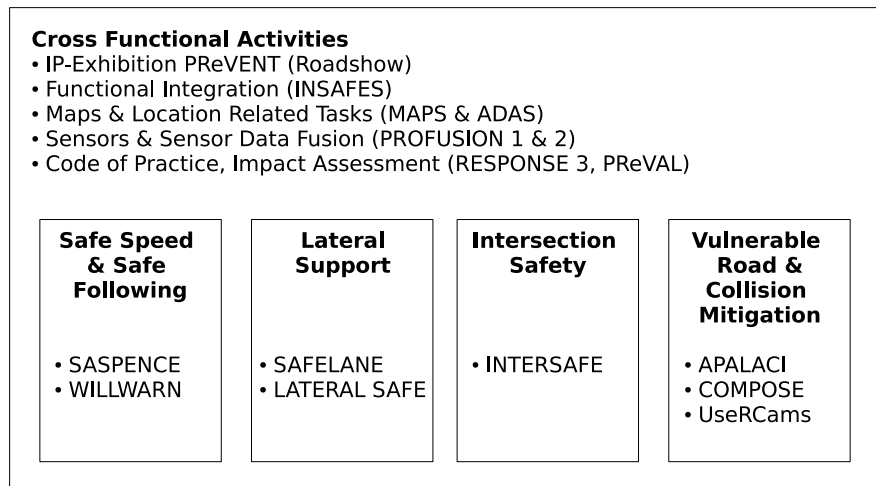 Cross Functional Activities
• IP-Exhibition PReVENT (Roadshow)
• Functional Integration (INSAFES)
• Maps & Location Related Tasks (MAPS & ADAS)
• Sensors & Sensor Data Fusion (PROFUSION 1 & 2)
• Code of Practice, Impact Assessment (RESPONSE 3, PReVAL)
Safe Speed
& Safe
Following
• SASPENCE
• WILLWARN
Lateral
Support
• SAFELANE
• LATERAL SAFE
Intersection
Safety
• INTERSAFE
Vulnerable
Road &
Collision
Mitigation
• APALACI
• COMPOSE
• UseRCams